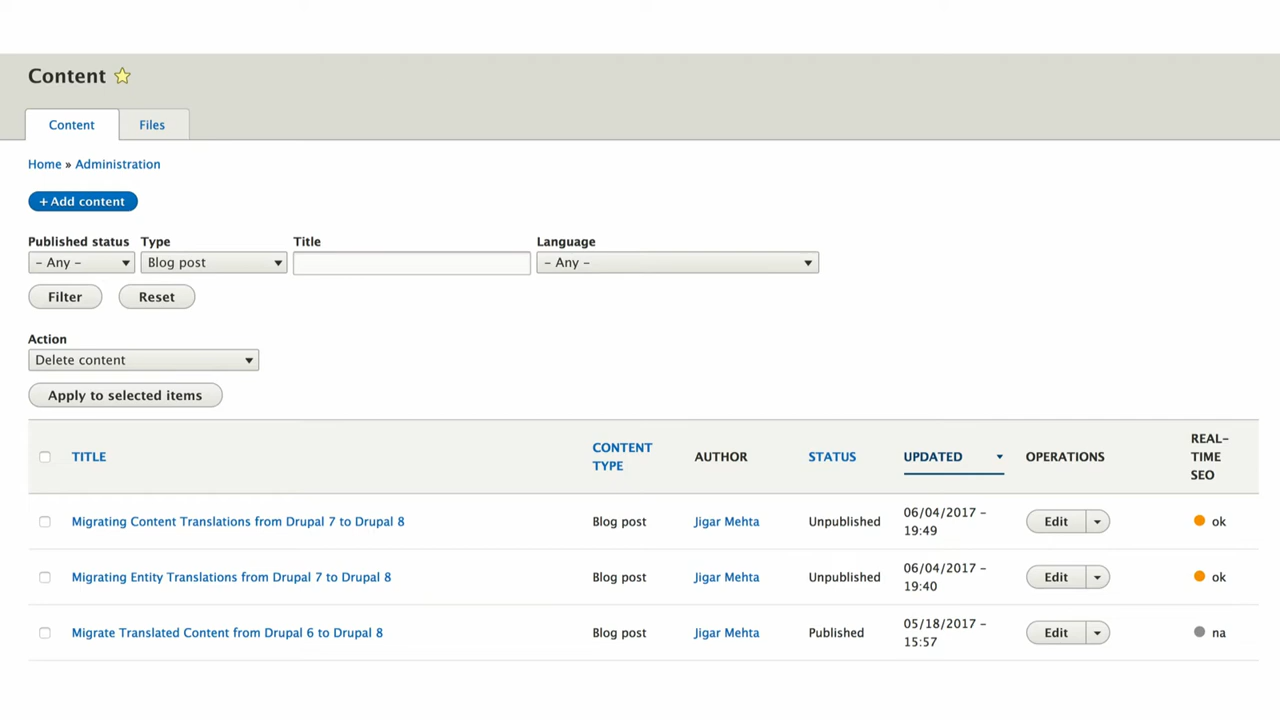 Content
Content Files
Home » Administration
+ Add content
Published status Type Title Language
- Any - Blog post - Any -
Filter Reset
Action
Delete content
Apply to selected items
TITLE CONTENT TYPE AUTHOR STATUS UPDATED OPERATIONS REAL-TIME SEO
Migrating Content Translations from Drupal 7 to Drupal 8 Blog post Jigar Mehta Unpublished 06/04/2017 - 19:49 Edit ok
Migrating Entity Translations from Drupal 7 to Drupal 8 Blog post Jigar Mehta Unpublished 06/04/2017 - 19:40 Edit ok
Migrate Translated Content from Drupal 6 to Drupal 8 Blog post Jigar Mehta Published 05/18/2017 - 15:57 Edit na